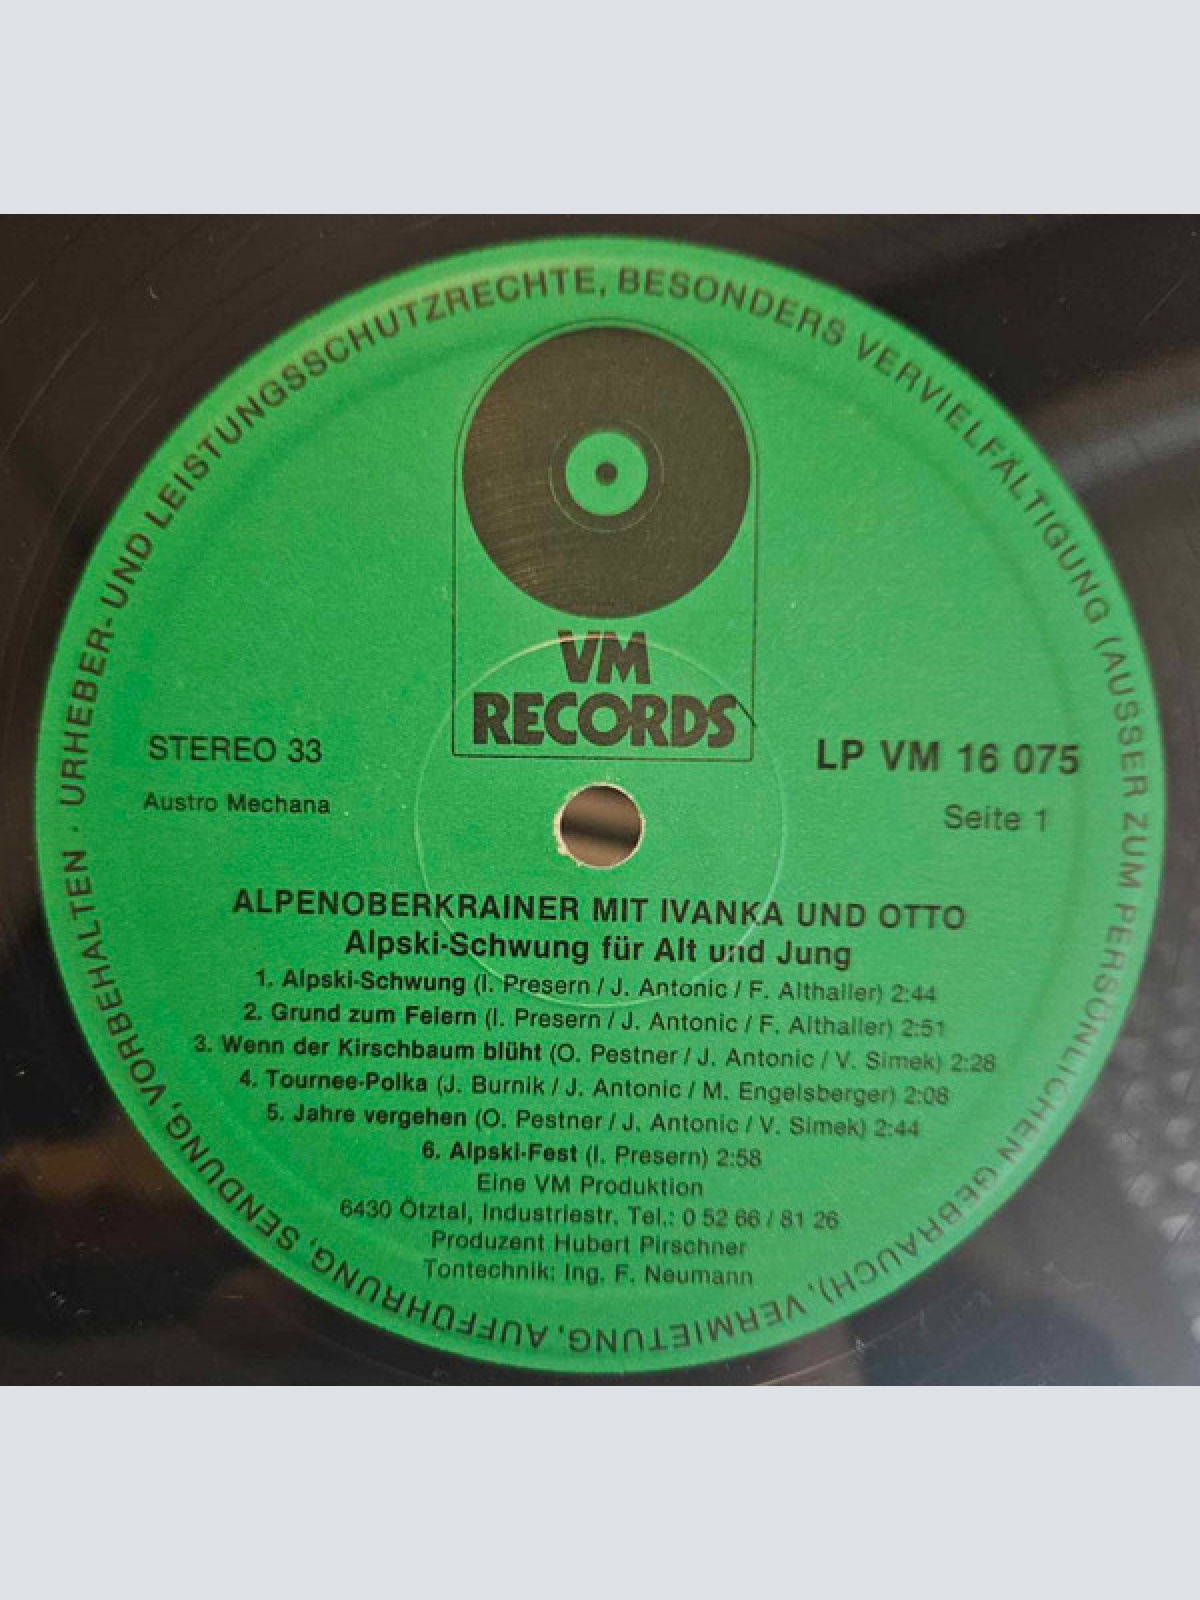 URHEBER- UND LEISTUNGSSCHUTZRECHTE, BESONDERS VERVIELFÄLTIGUNG (AUSSER ZUM PERSÖNLICHEN GEBRAUCH), VERMIETUNG, AUFFÜHRUNG, SENDUNG, VORBEHALTEN ·
VM
RECORDS
STEREO 33
LP VM 16 075
Austro Mechana
Seite 1
ALPENOBERKRAINER MIT IVANKA UND OTTO
Alpski-Schwung für Alt und Jung
1. Alpski-Schwung (I. Presern / J. Antonic / F. Althaller) 2:44
2. Grund zum Feiern (I. Presern / J. Antonic / F. Althaller) 2:51
3. Wenn der Kirschbaum blüht (O. Pestner / J. Antonic / V. Simek) 2:28
4. Tournee-Polka (J. Burnik / J. Antonic / M. Engelsberger) 2:08
5. Jahre vergehen (O. Pestner / J. Antonic / V. Simek) 2:44
6. Alpski-Fest (I. Presern) 2:58
Eine VM Produktion
6430 Ötztal, Industriestr. Tel.: 0 52 66 / 81 26
Produzent Hubert Pirschner
Tontechnik: Ing. F. Neumann